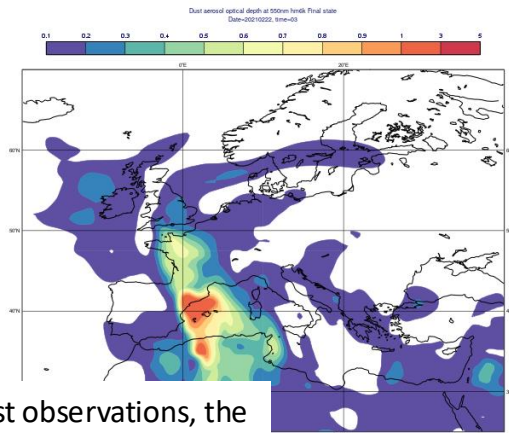 Dust aerosol optical depth at 550nm hm6k Final state
Date=20210222, time=03
0.1 0.2 0.3 0.4 0.5 0.6 0.7 0.8 0.9 1 3 5
0°E 20°E
60°N
50°N
40°N
st observations, the